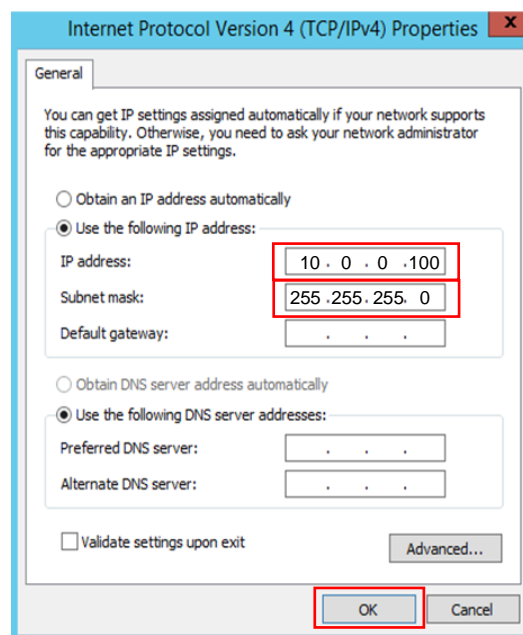 Internet Protocol Version 4 (TCP/IPv4) Properties
x
General
You can get IP settings assigned automatically if your network supports
this capability. Otherwise, you need to ask your network administrator
for the appropriate IP settings.
Obtain an IP address automatically
Use the following IP address:
IP address: 10 . 0 . 0 .100
Subnet mask: 255 .255.255. 0
Default gateway: . . .
Obtain DNS server address automatically
Use the following DNS server addresses:
Preferred DNS server: . . .
Alternate DNS server: . . .
Validate settings upon exit
Advanced...
OK Cancel